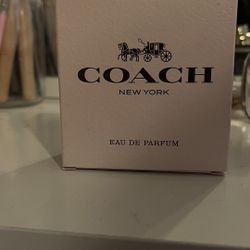 COACH
NEW YORK
EAU DE PARFUM